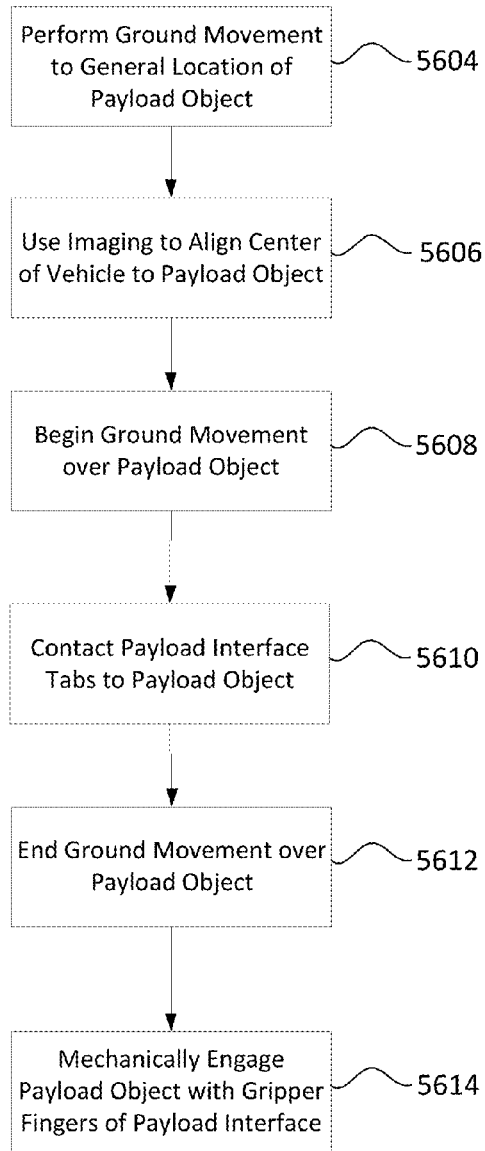 Perform Ground Movement
to General Location of
Payload Object
5604
Use Imaging to Align Center
of Vehicle to Payload Object
5606
Begin Ground Movement
over Payload Object
5608
Contact Payload Interface
Tabs to Payload Object
5610
End Ground Movement over
Payload Object
5612
Mechanically Engage
Payload Object with Gripper
Fingers of Payload Interface
5614